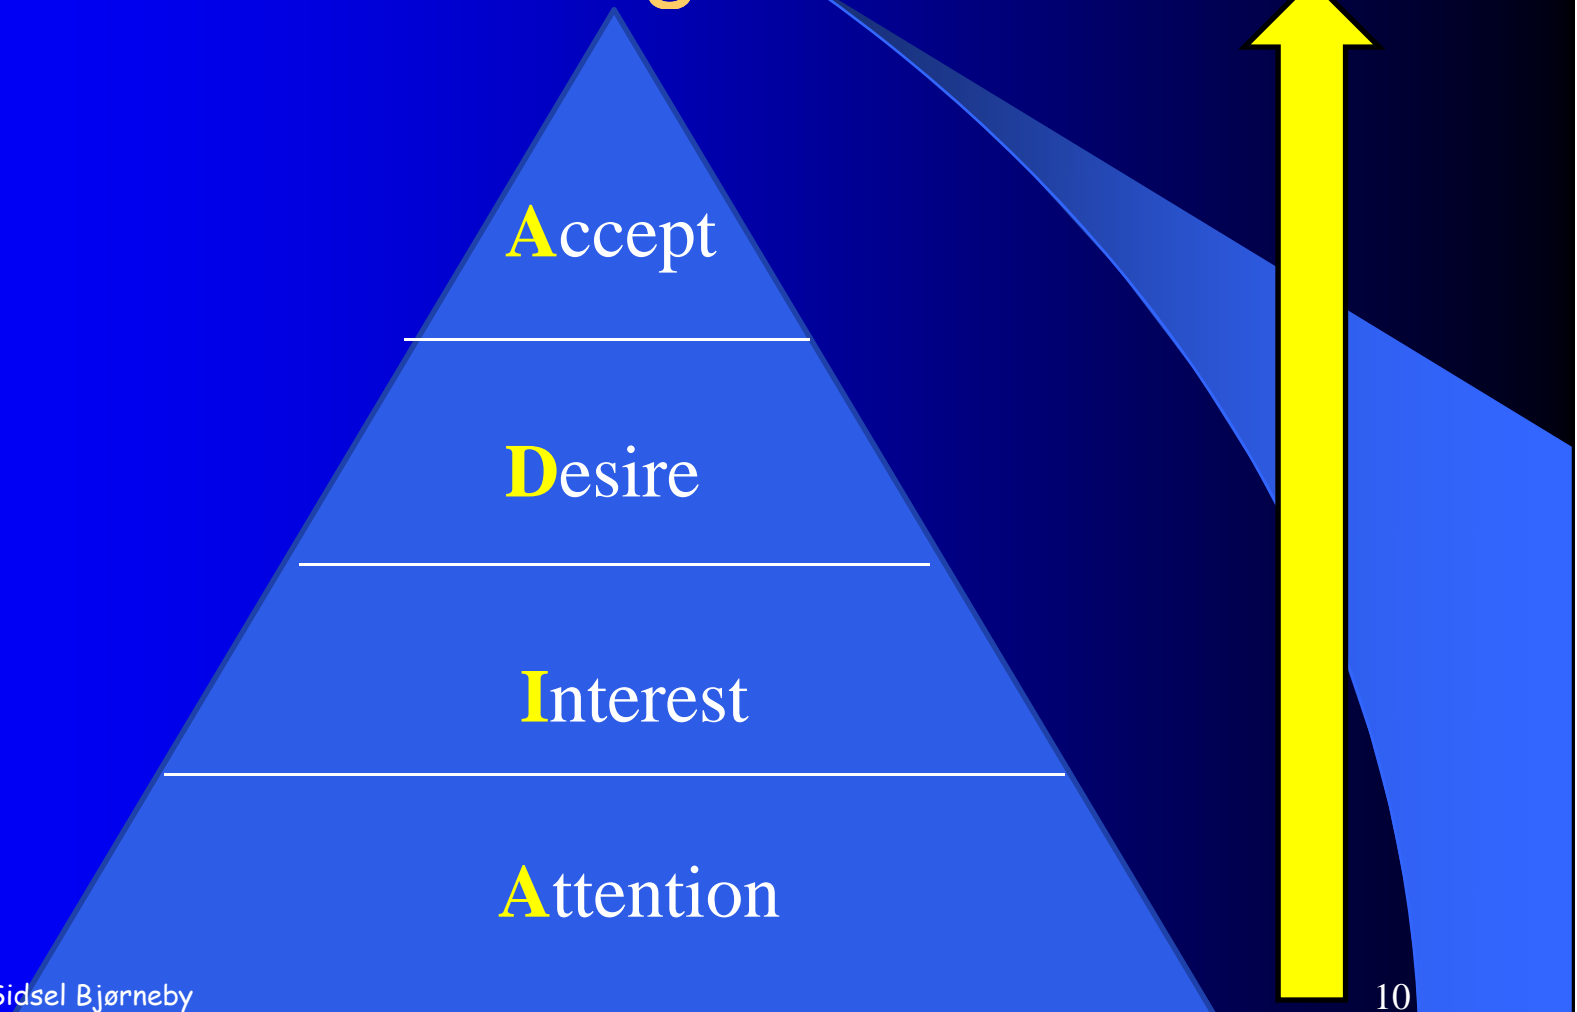 Accept
Desire
Interest
Attention
Sidsel Bjørneby
10